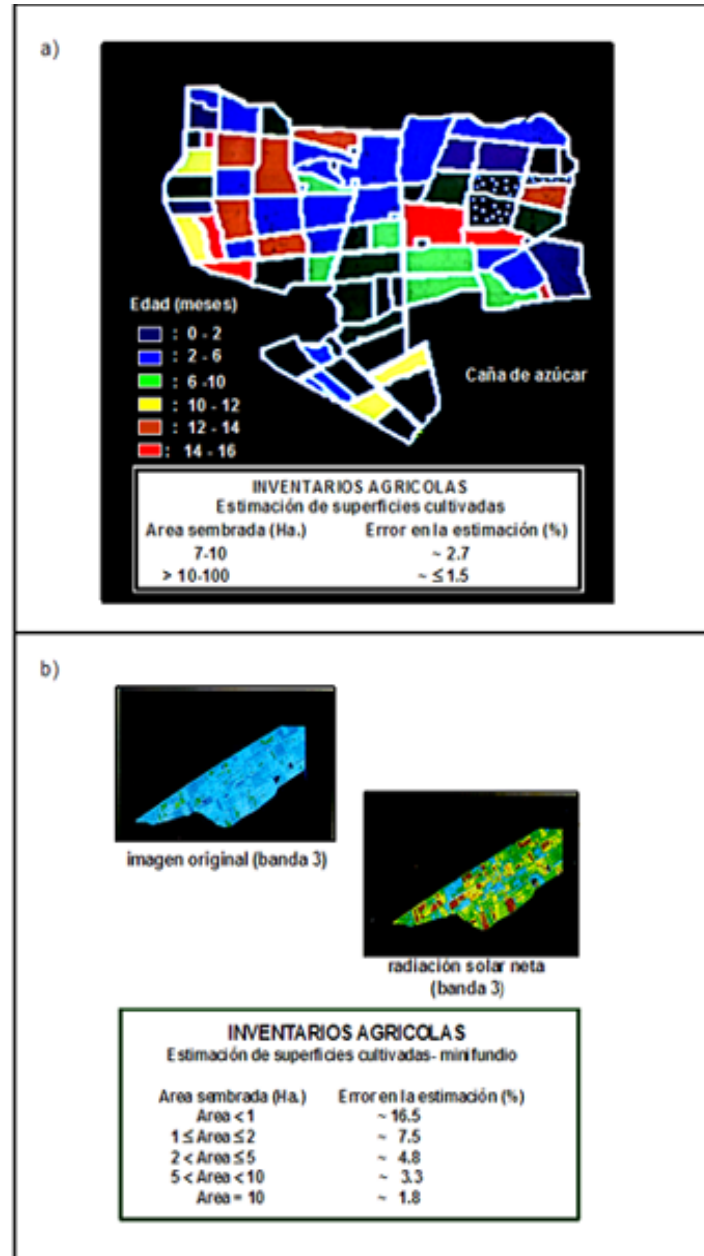 a)
Edad (meses)
: 0 - 2
: 2 - 6
: 6 -10
: 10 - 12
: 12 - 14
: 14 - 16
Caña de azúcar
INVENTARIOS AGRICOLAS
Estimación de superficies cultivadas
Area sembrada (Ha.) Error en la estimación (%)
7-10 ~ 2.7
> 10-100 ~ ≤ 1.5
b)
imagen original (banda 3)
radiación solar neta
(banda 3)
INVENTARIOS AGRICOLAS
Estimación de superficies cultivadas- minifundio
Area sembrada (Ha.) Error en la estimación (%)
Area < 1 ~ 16.5
1 ≤ Area ≤ 2 ~ 7.5
2 < Area ≤ 5 ~ 4.8
5 < Area < 10 ~ 3.3
Area = 10 ~ 1.8